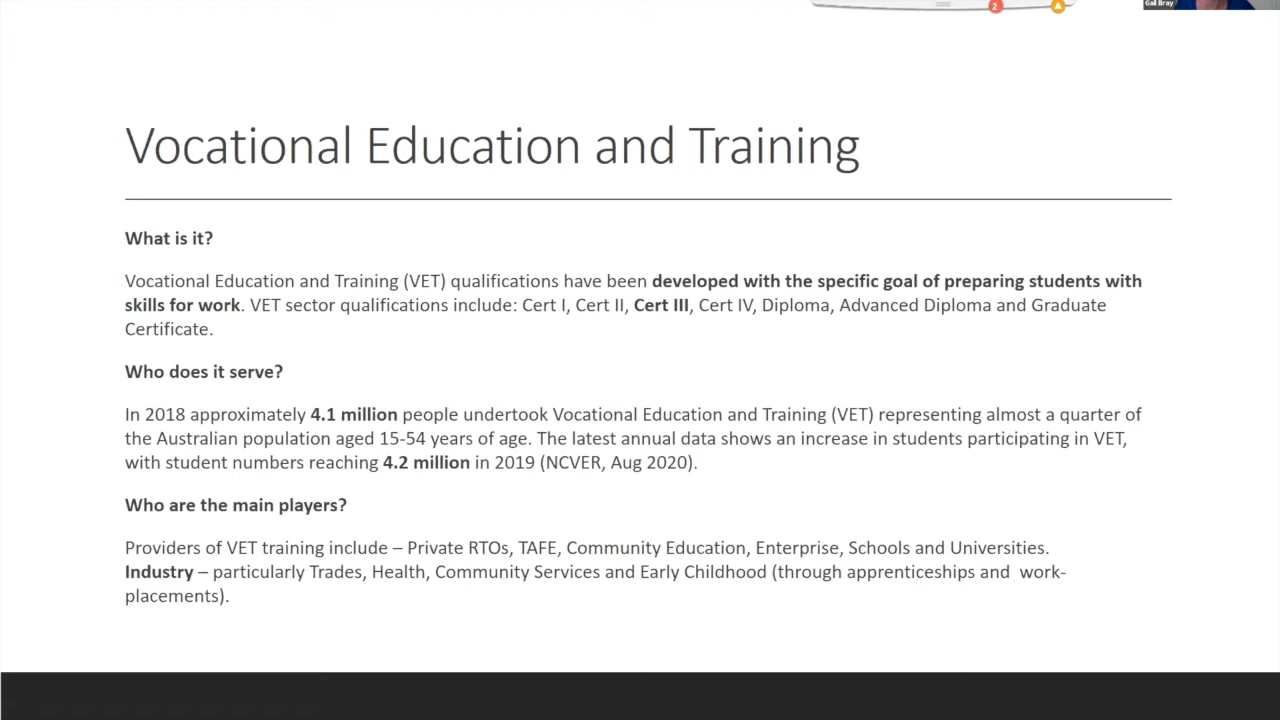 2
Gail Bray
Vocational Education and Training
What is it?
Vocational Education and Training (VET) qualifications have been developed with the specific goal of preparing students with
skills for work. VET sector qualifications include: Cert I, Cert II, Cert III, Cert IV, Diploma, Advanced Diploma and Graduate
Certificate.
Who does it serve?
In 2018 approximately 4.1 million people undertook Vocational Education and Training (VET) representing almost a quarter of
the Australian population aged 15-54 years of age. The latest annual data shows an increase in students participating in VET,
with student numbers reaching 4.2 million in 2019 (NCVER, Aug 2020).
Who are the main players?
Providers of VET training include – Private RTOs, TAFE, Community Education, Enterprise, Schools and Universities.
Industry – particularly Trades, Health, Community Services and Early Childhood (through apprenticeships and  work-
placements).